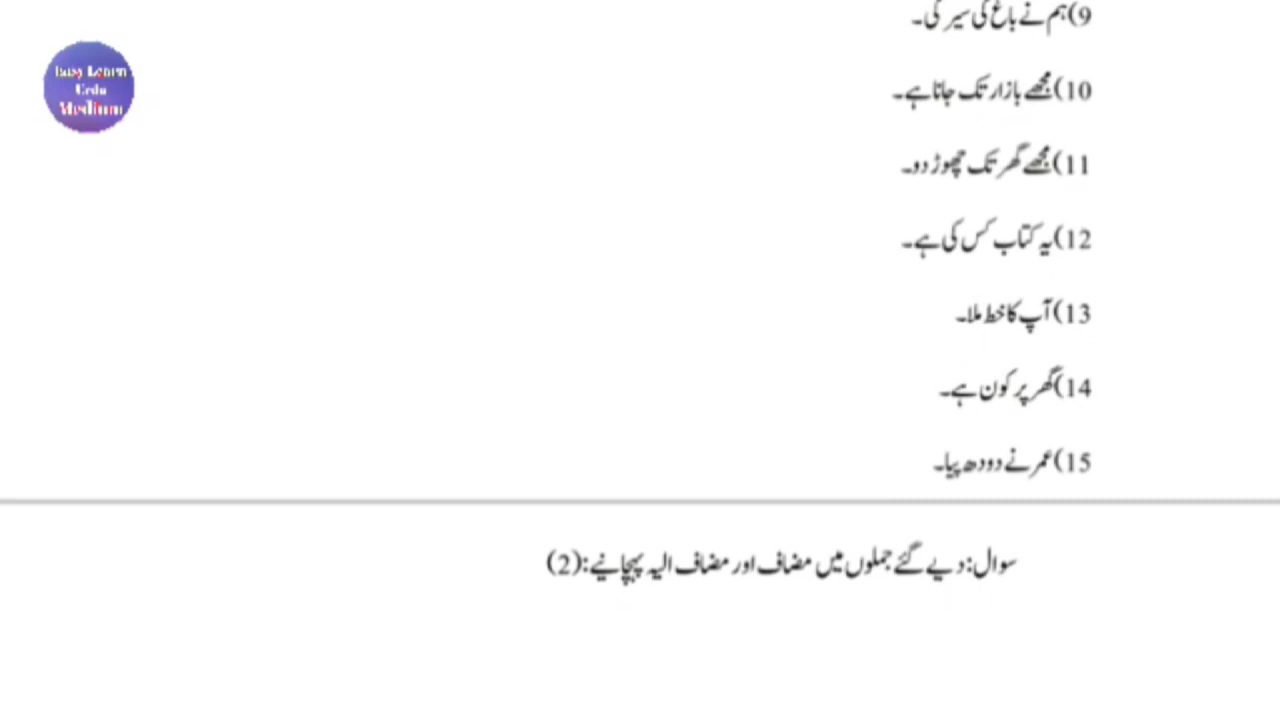 9)ہم نے باغ کی سیر کی۔
Easy Learn
Urdu
Medium
10)مجھے بازار تک جانا ہے۔
11)مجھے گھر تک چھوڑ دو۔
12)یہ کتاب کس کی ہے۔
13)آپ کا خط ملا۔
14)گھر پر کون ہے۔
15)عمر نے دودھ پیا۔
سوال:دیے گئے جملوں میں مضاف اور مضاف الیہ پہچانیے:(2)